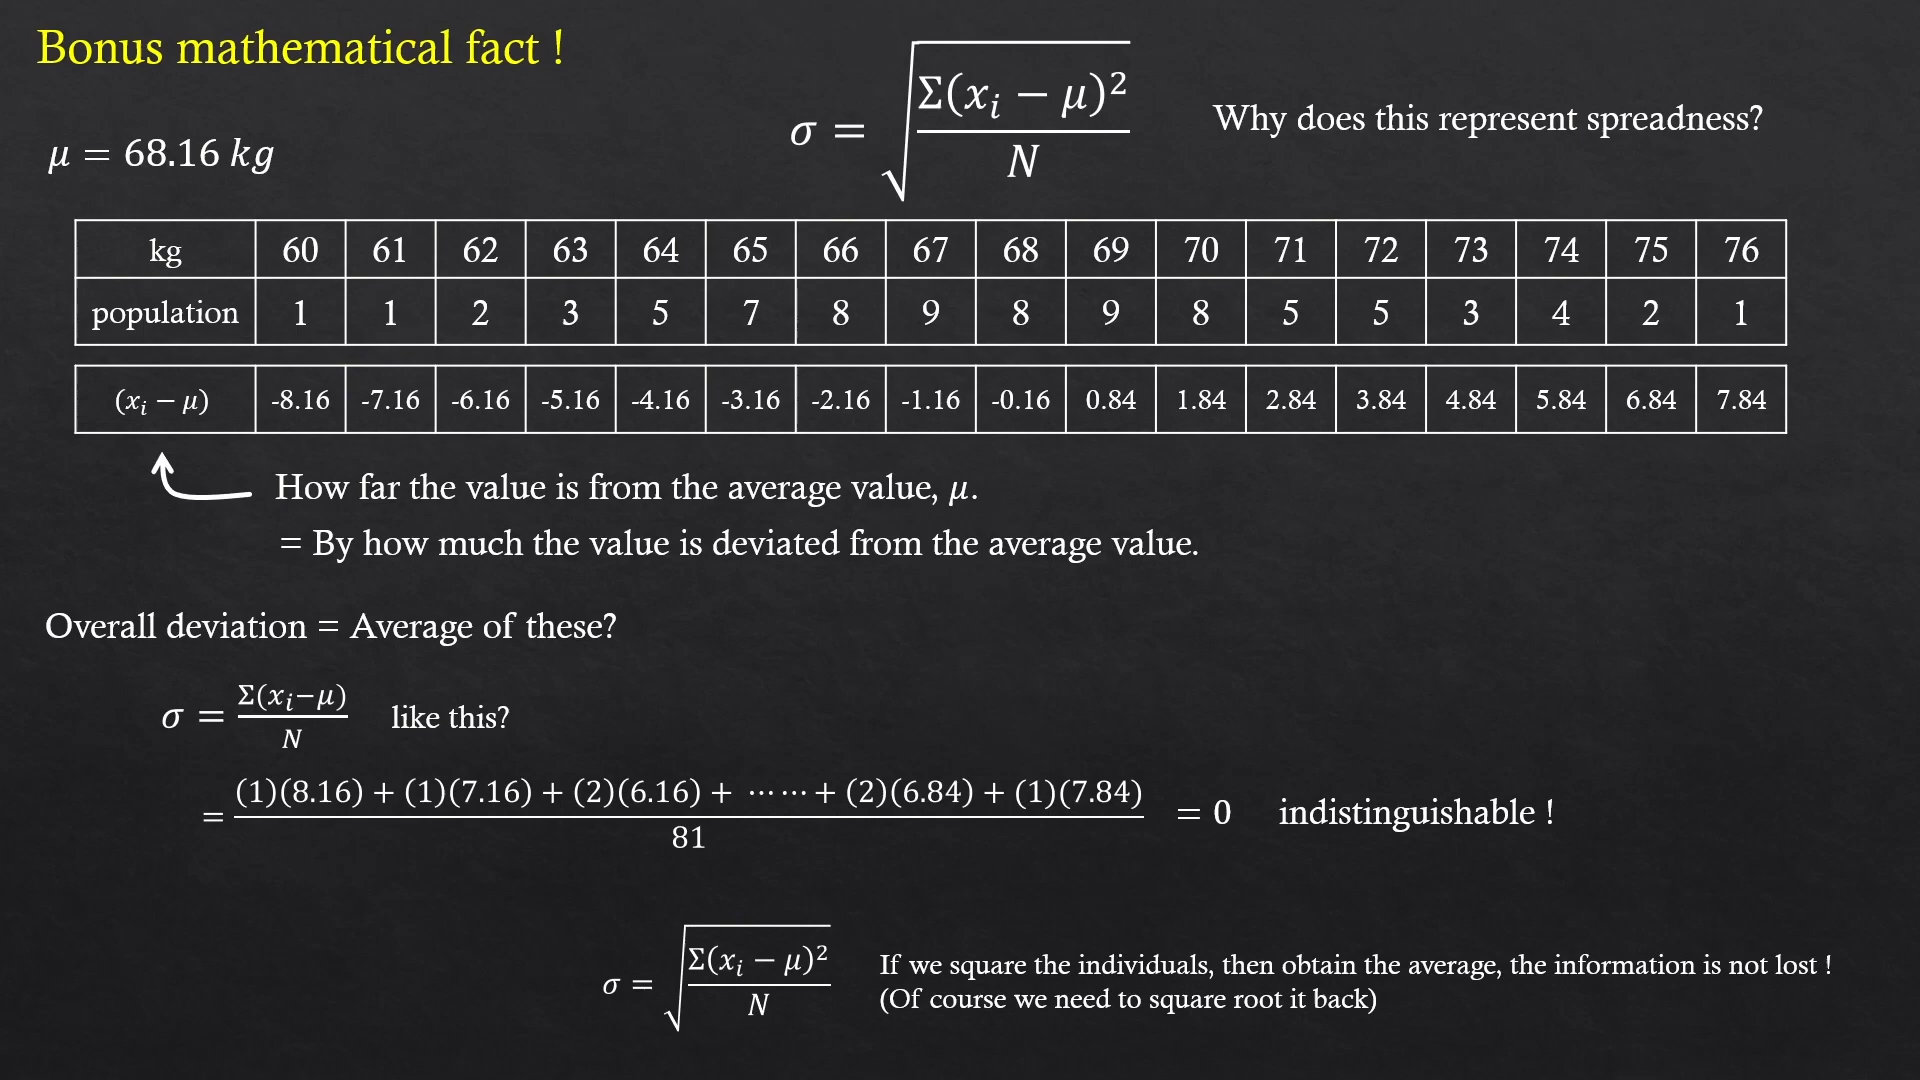 Bonus mathematical fact !
σ = √(Σ(xᵢ − μ)²/N)
Why does this represent spreadness?
μ = 68.16 kg
kg 60 61 62 63 64 65 66 67 68 69 70 71 72 73 74 75 76
population 1 1 2 3 5 7 8 9 8 9 8 5 5 3 4 2 1
(xᵢ − μ) -8.16 -7.16 -6.16 -5.16 -4.16 -3.16 -2.16 -1.16 -0.16 0.84 1.84 2.84 3.84 4.84 5.84 6.84 7.84
How far the value is from the average value, μ.
= By how much the value is deviated from the average value.
Overall deviation = Average of these?
σ = Σ(xᵢ−μ)/N like this?
= (1)(8.16) + (1)(7.16) + (2)(6.16) + ⋯⋯ + (2)(6.84) + (1)(7.84) / 81 = 0 indistinguishable !
σ = √(Σ(xᵢ − μ)²/N)
If we square the individuals, then obtain the average, the information is not lost !
(Of course we need to square root it back)